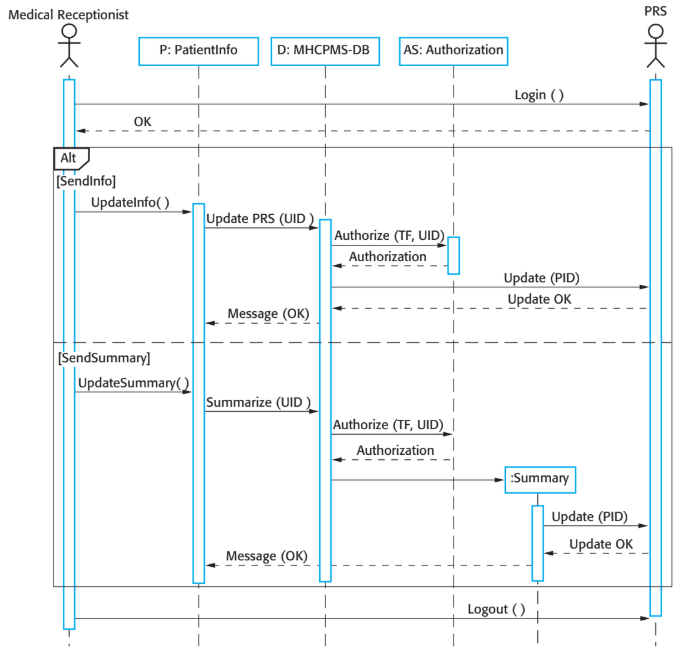 Medical Receptionist
PRS
P: PatientInfo
D: MHCPMS-DB
AS: Authorization
Login ( )
OK
Alt
[SendInfo]
UpdateInfo( )
Update PRS (UID )
Authorize (TF, UID)
Authorization
Update (PID)
Update OK
Message (OK)
[SendSummary]
UpdateSummary( )
Summarize (UID )
Authorize (TF, UID)
Authorization
:Summary
Update (PID)
Update OK
Message (OK)
Logout ( )